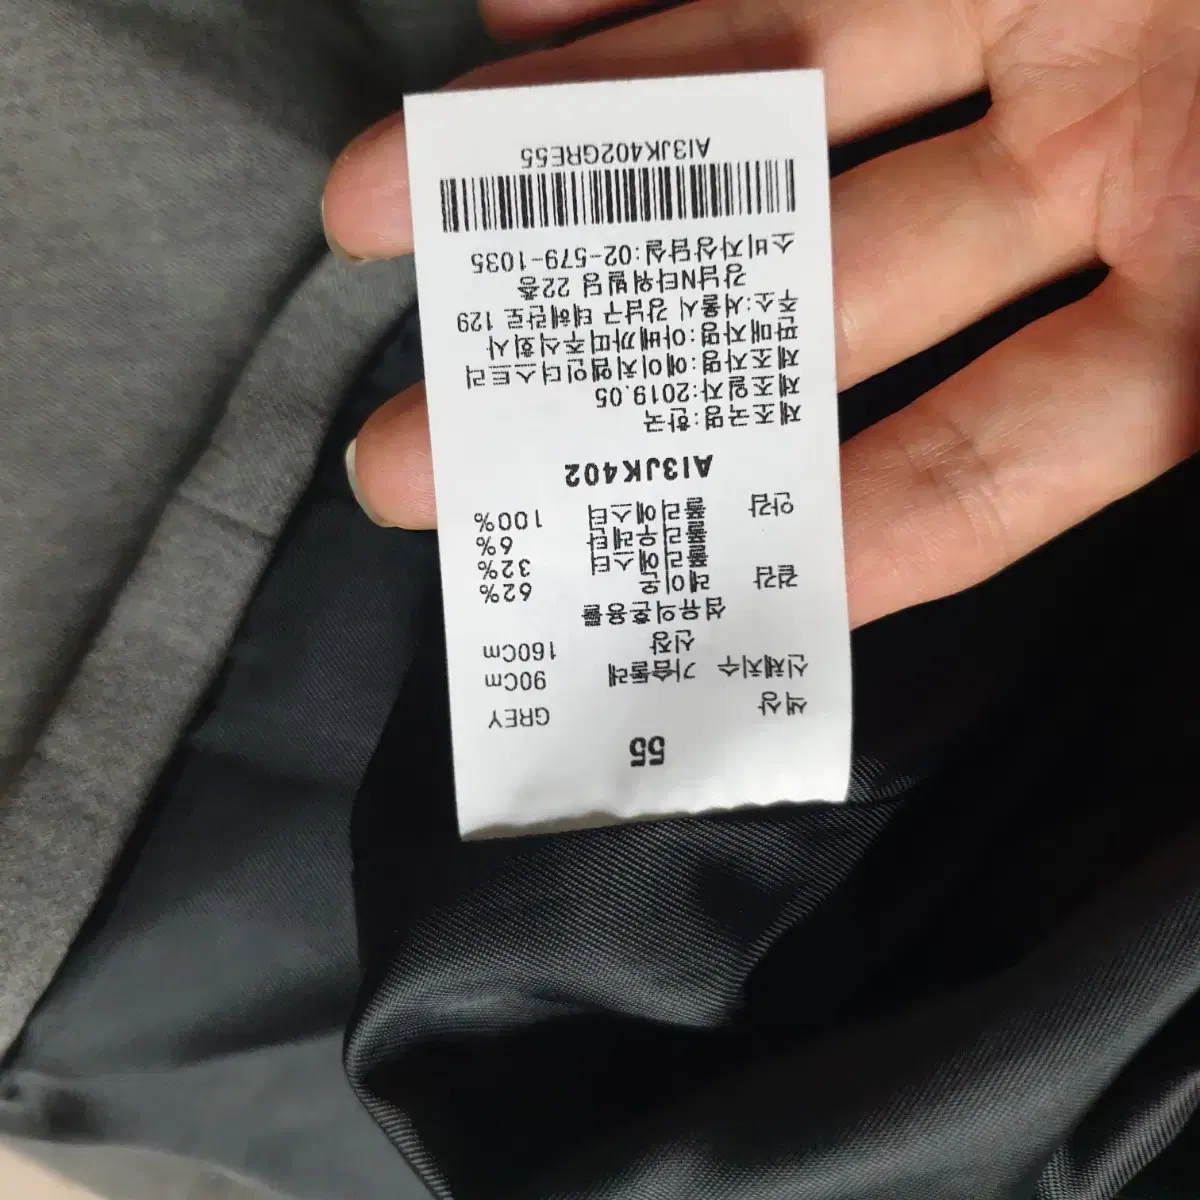 55
색상 GREY
신체치수 가슴둘레 90Cm
신장 160Cm
섬유의혼용률
겉감 레이온 62%
폴리에스터 32%
폴리우레탄 6%
안감 폴리에스터 100%
AI3JK402
제조국명:한국
제조일자:2019.05
제조자명:에이치엠인더스트리
판매자명:아베까띠주식회사
주소:서울시 강남구 테헤란로 129
강남N타워빌딩 22층
소비자상담실:02-579-1035
AI3JK402GRE55